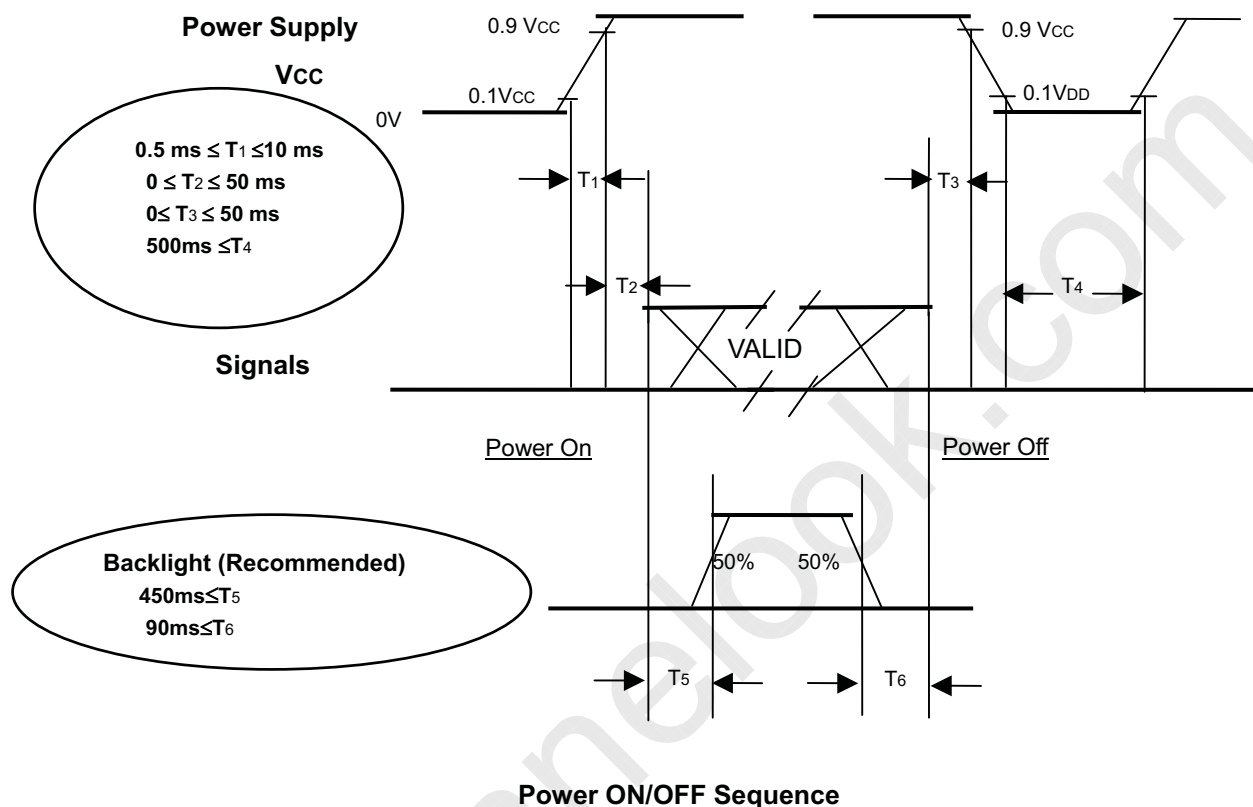 Power Supply
0.9 VCC
0.9 VCC
VCC
0.1VCC
0.1VDD
0V
0.5 ms ≤ T1 ≤10 ms
0 ≤ T2 ≤ 50 ms
0≤ T3 ≤ 50 ms
500ms ≤T4
T1
T3
T2
T4
VALID
Signals
Power On
Power Off
Backlight (Recommended)
450ms≤T5
90ms≤T6
50%
50%
T5
T6
Power ON/OFF Sequence
nelook.com